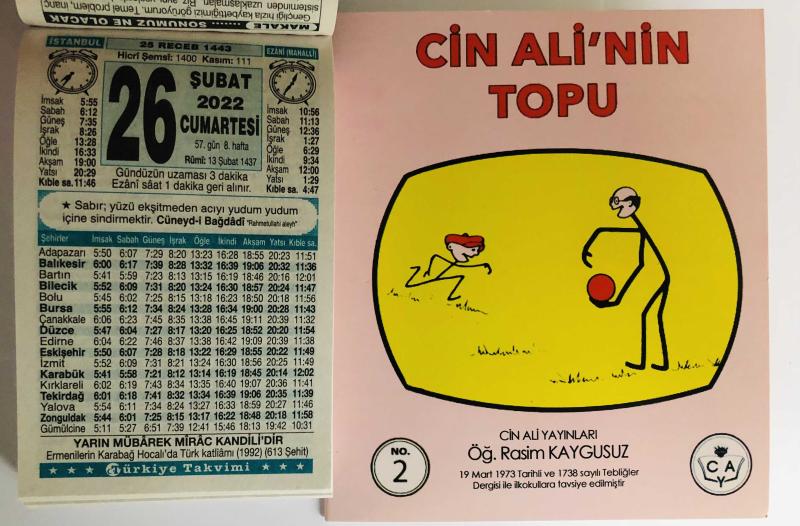 Gençliği hızla kaybettiğimizi görüyorum. Temel problem, inanç
sisteminden uzaklaşmaları. Biz
MAKALE SONUMUZ NE OLACAK
İSTANBUL
25 RECEB 1443
EZÂNÎ (MAHALLÎ)
Hicrî Şemsî: 1400 Kasım: 111
26
ŞUBAT
2022
CUMARTESİ
57. gün 8. hafta
Rûmî: 13 Şubat 1437
İmsak 5:55
Sabah 6:12
Güneş 7:35
İşrak 8:26
Öğle 13:28
İkindi 16:33
Akşam 19:00
Yatsı 20:29
Kıble sa. 11:46
İmsak 10:56
Sabah 11:13
Güneş 12:36
İşrak 1:27
Öğle 6:29
İkindi 9:34
Akşam 12:00
Yatsı 1:29
Kıble sa. 4:47
Gündüzün uzaması 3 dakika
Ezânî sâat 1 dakika geri alınır.
★ Sabır; yüzü ekşitmeden acıyı yudum yudum
içine sindirmektir. Cüneyd-i Bağdâdî "Rahmetullahi aleyh"
Şehirler İmsak Sabah Güneş İşrak Öğle İkindi Akşam Yatsı Kıble sa.
Adapazarı 5:50 6:07 7:29 8:20 13:23 16:28 18:55 20:23 11:51
Balıkesir 6:00 6:17 7:39 8:28 13:32 16:39 19:06 20:32 11:36
Bartın 5:41 5:59 7:23 8:13 13:15 16:19 18:46 20:16 12:01
Bilecik 5:52 6:09 7:31 8:20 13:24 16:30 18:57 20:24 11:47
Bolu 5:45 6:02 7:25 8:15 13:18 16:23 18:50 20:18 11:56
Bursa 5:55 6:12 7:34 8:24 13:28 16:34 19:00 20:28 11:43
Çanakkale 6:06 6:23 7:45 8:35 13:38 16:45 19:11 20:39 11:32
Düzce 5:47 6:04 7:27 8:17 13:20 16:25 18:52 20:20 11:54
Edirne 6:04 6:22 7:46 8:37 13:38 16:42 19:09 20:39 11:38
Eskişehir 5:50 6:07 7:28 8:18 13:22 16:29 18:55 20:22 11:49
İzmit 5:52 6:09 7:31 8:21 13:24 16:30 18:56 20:25 11:49
Karabük 5:41 5:58 7:21 8:12 13:14 16:19 18:45 20:14 12:02
Kırklareli 6:02 6:19 7:43 8:34 13:35 16:40 19:07 20:36 11:41
Tekirdağ 6:01 6:18 7:41 8:32 13:34 16:39 19:06 20:35 11:39
Yalova 5:54 6:11 7:34 8:24 13:27 16:33 18:59 20:27 11:46
Zonguldak 5:44 6:01 7:25 8:15 13:17 16:22 18:48 20:18 11:58
Gümülcine 5:11 5:27 6:51 7:39 12:41 15:46 18:13 19:42 10:31
YARIN MÜBÂREK MÎRÂC KANDİLİ'DİR
Ermenilerin Karabağ Hocalı'da Türk katliâmı (1992) (613 Şehit)
★ ★ ★ Türkiye Takvimi ★ ★ ★
CİN ALİ'NİN
TOPU
CİN ALİ YAYINLARI
Öğ. Rasim KAYGUSUZ
19 Mart 1973 Tarihli ve 1738 sayılı Tebliğler
Dergisi ile ilkokullara tavsiye edilmiştir
NO.
2
C A
Y